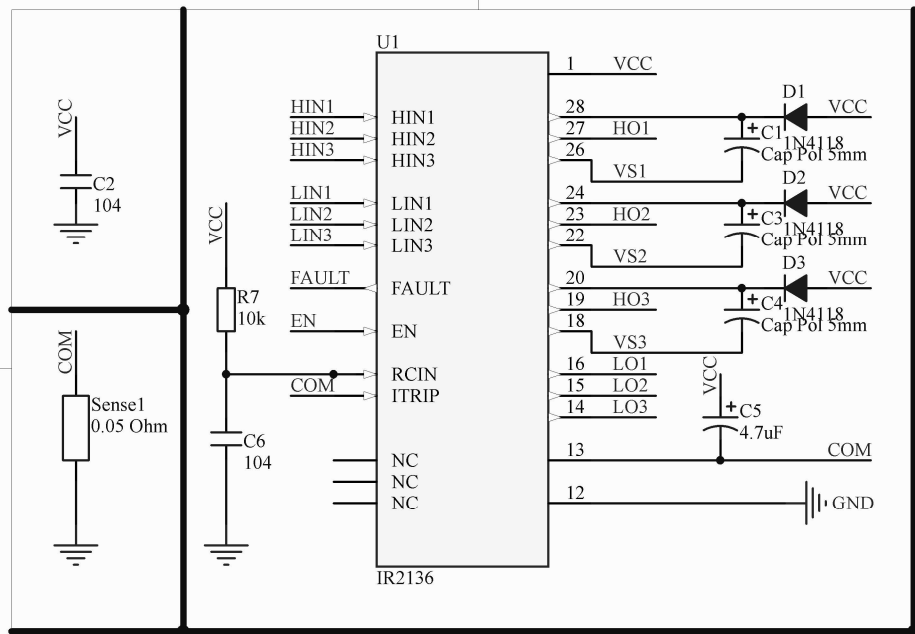 VCC
C2
104
COM
Sense1
0.05 Ohm
VCC
R7
10k
C6
104
U1
HIN1
HIN2
HIN3
LIN1
LIN2
LIN3
FAULT
EN
COM
HIN1
HIN2
HIN3
LIN1
LIN2
LIN3
FAULT
EN
RCIN
ITRIP
NC
NC
NC
IR2136
1 VCC
28
27 HO1
26
VS1
24
23 HO2
22
VS2
20
19 HO3
18
VS3
16 LO1
15 LO2
14 LO3
13
12
D1
VCC
C1
1N4118
Cap Pol 5mm
D2
VCC
C3
1N4118
Cap Pol 5mm
D3
VCC
C4
1N4118
Cap Pol 5mm
VCC
C5
4.7uF
COM
GND